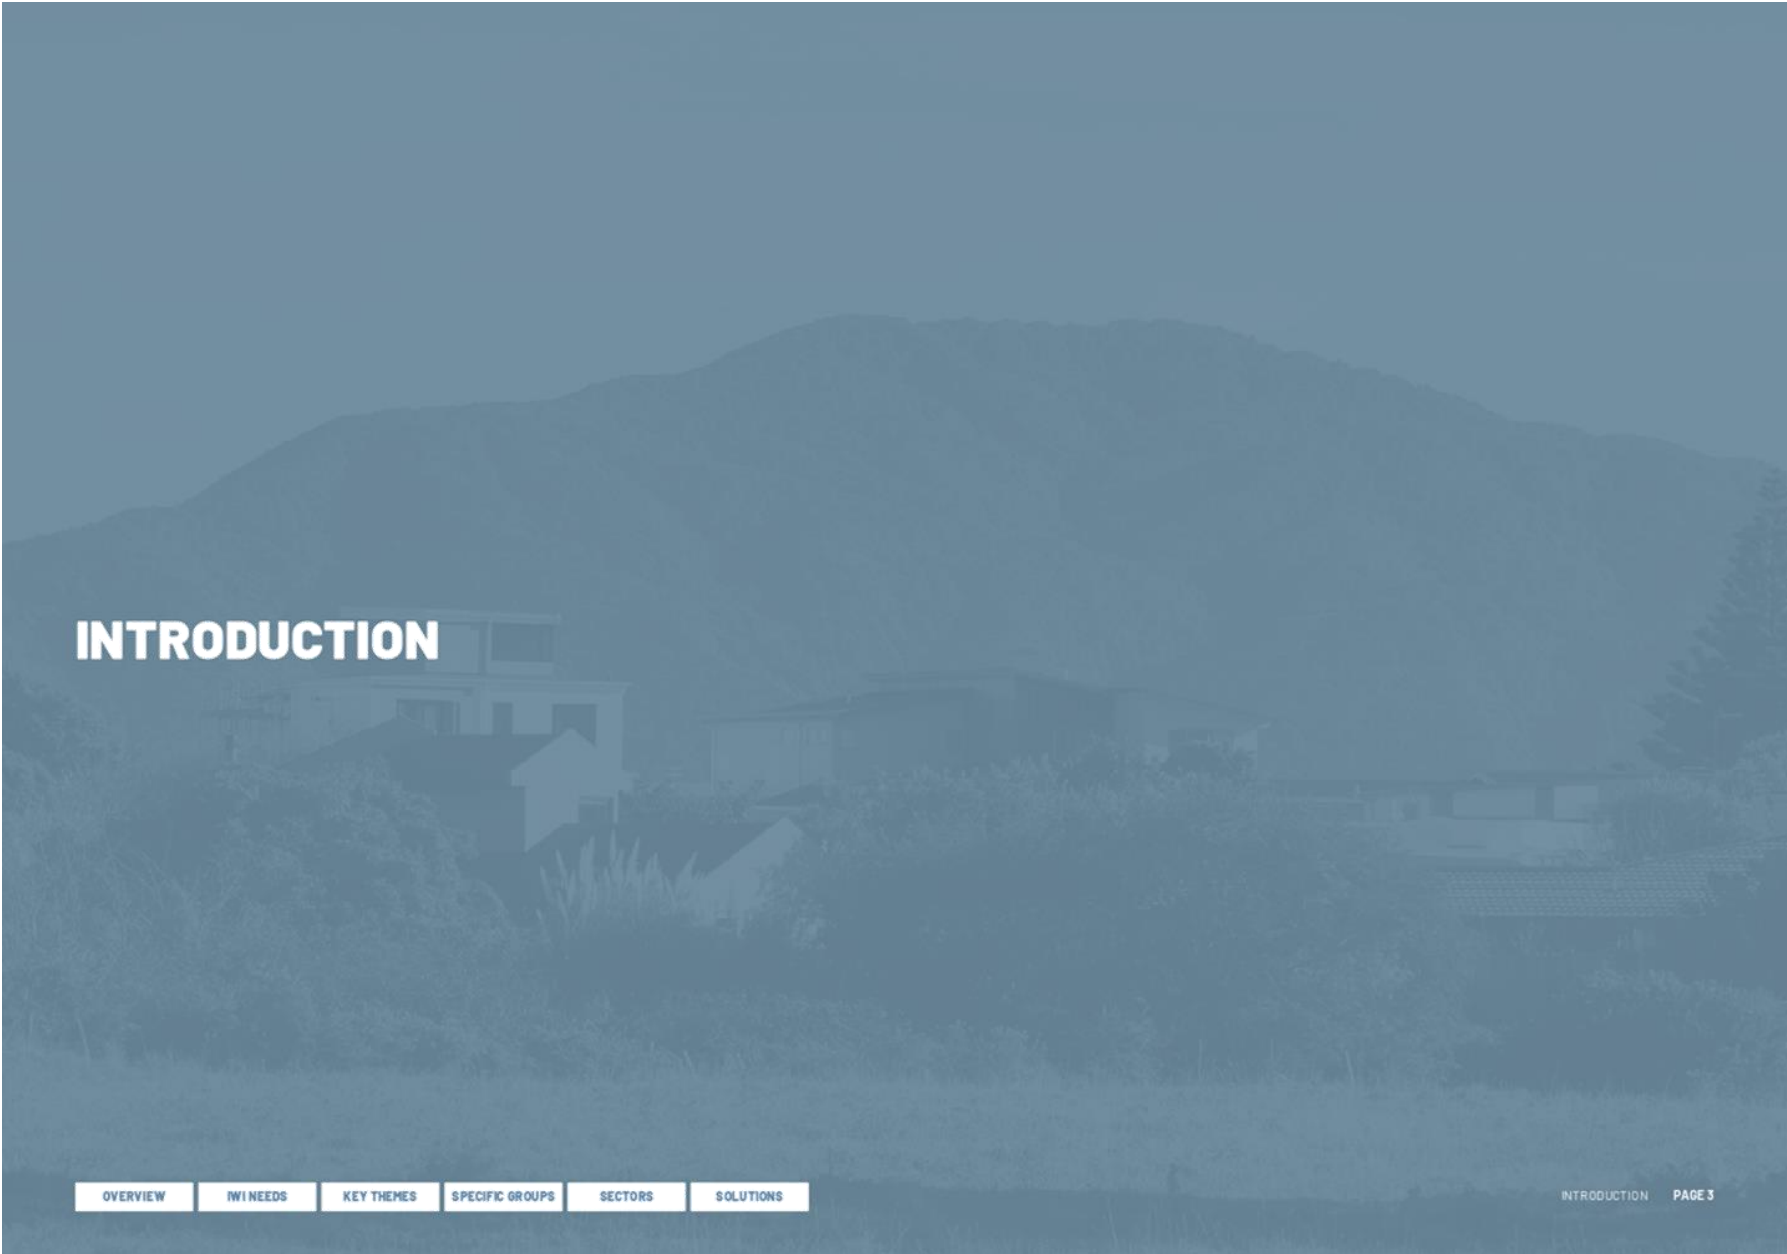 INTRODUCTION
OVERVIEW
IWI NEEDS
KEY THEMES
SPECIFIC GROUPS
SECTORS
SOLUTIONS
INTRODUCTION PAGE 3